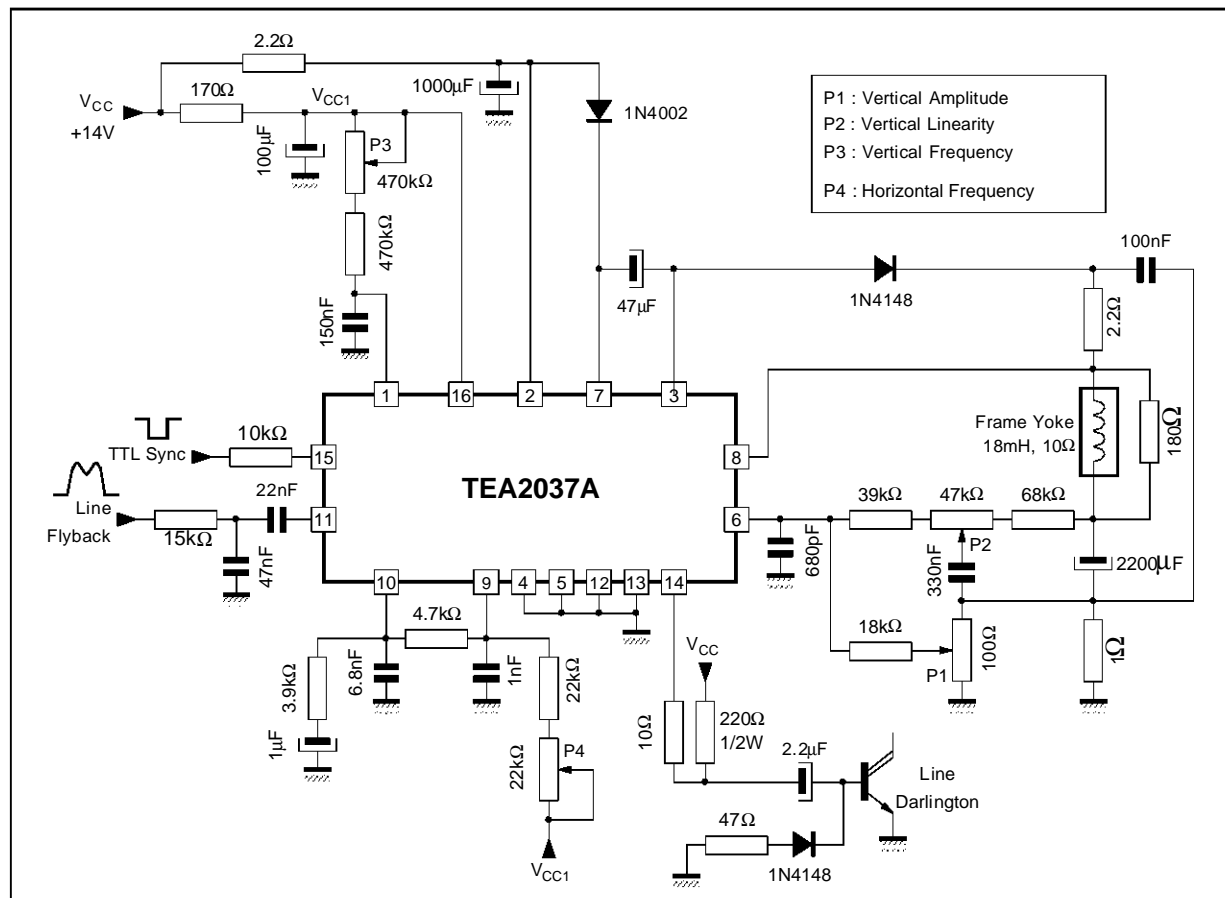 2.2Ω
170Ω
VCC
+14V
VCC1
1000μF
1N4002
100μF
P3
470kΩ
470kΩ
150nF
P1 : Vertical Amplitude
P2 : Vertical Linearity
P3 : Vertical Frequency
P4 : Horizontal Frequency
47μF
1N4148
100nF
2.2Ω
1
16
2
7
3
TTL Sync
10kΩ
15
8
Frame Yoke
18mH, 10Ω
180Ω
TEA2037A
Line
Flyback
15kΩ
22nF
47nF
11
6
680pF
39kΩ
47kΩ
68kΩ
P2
330nF
2200μF
10
9
4
5
12
13
14
4.7kΩ
18kΩ
P1
100Ω
1Ω
3.9kΩ
6.8nF
1nF
22kΩ
1μF
P4
22kΩ
VCC1
VCC
10Ω
220Ω
1/2W
2.2μF
Line
Darlington
47Ω
1N4148